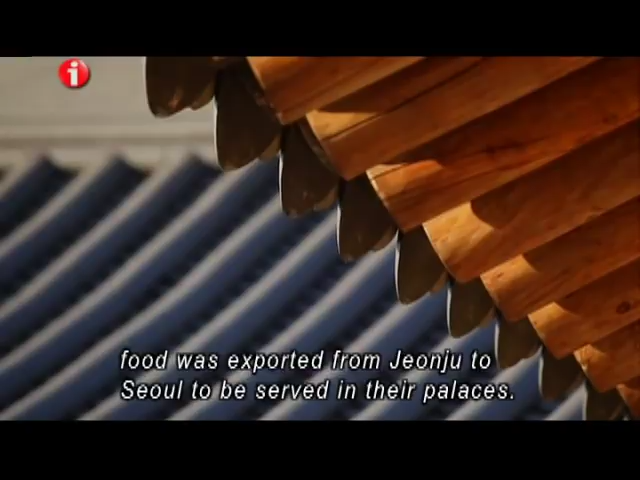 i
food was exported from Jeonju to
Seoul to be served in their palaces.